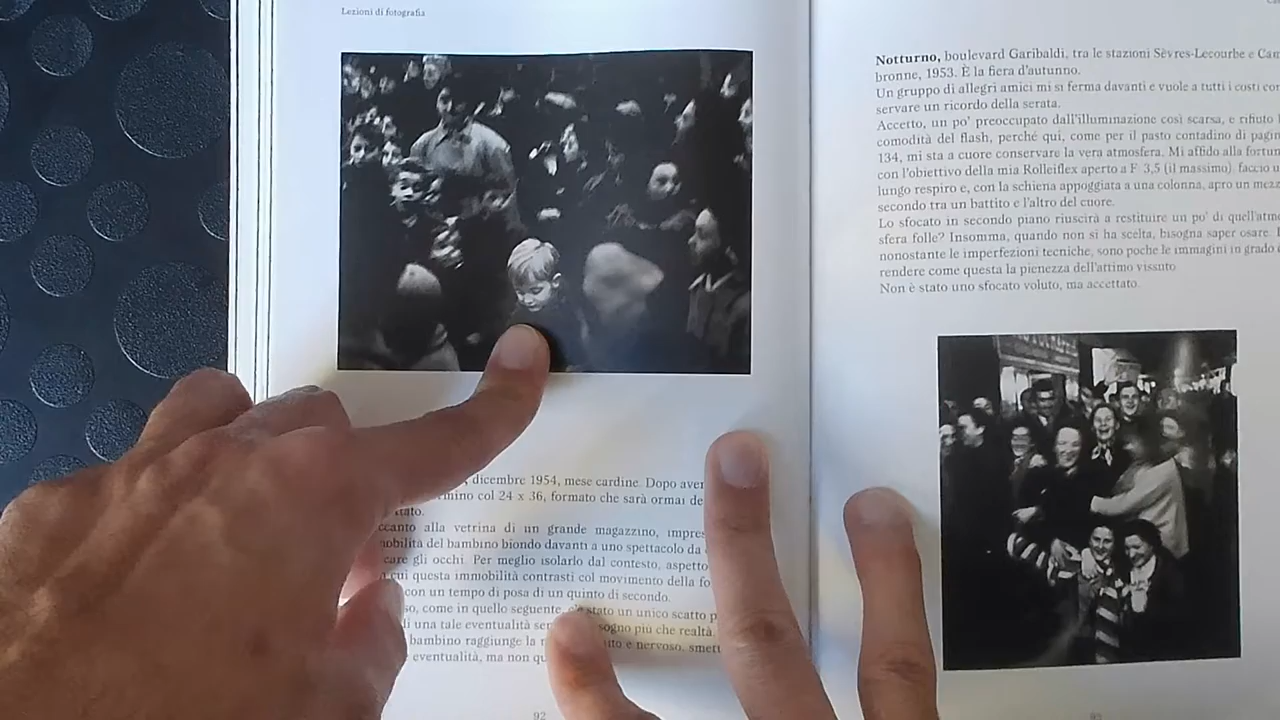 Lezioni di fotografia
dicembre 1954, mese cardine. Dopo aver
col 24 x 36, formato che sarà ormai de
alla vetrina di un grande magazzino, impres
del bambino biondo davanti a uno spettacolo da
gli occhi. Per meglio isolarlo dal contesto, aspetto
cui questa immobilità contrasti col movimento della fo
con un tempo di posa di un quinto di secondo.
come in quello seguente, c'è stato un unico scatto p
di una tale eventualità sogno più che realtà.
bambino raggiunge la e nervoso, smett
eventualità, ma non
92
Notturno, boulevard Garibaldi, tra le stazioni Sèvres-Lecourbe e Cam
bronne, 1953. È la fiera d'autunno.
Un gruppo di allegri amici mi si ferma davanti e vuole a tutti i costi con
servare un ricordo della serata.
Accetto, un po' preoccupato dall'illuminazione così scarsa, e rifiuto l
comodità del flash, perché qui, come per il pasto contadino di pagin
134, mi sta a cuore conservare la vera atmosfera. Mi affido alla fortun
con l'obiettivo della mia Rolleiflex aperto a F 3,5 (il massimo) faccio u
lungo respiro e, con la schiena appoggiata a una colonna, apro un mezz
secondo tra un battito e l'altro del cuore.
Lo sfocato in secondo piano riuscirà a restituire un po' di quell'atmo
sfera folle? Insomma, quando non si ha scelta, bisogna saper osare.
nonostante le imperfezioni tecniche, sono poche le immagini in grado
rendere come questa la pienezza dell'attimo vissuto
Non è stato uno sfocato voluto, ma accettato.